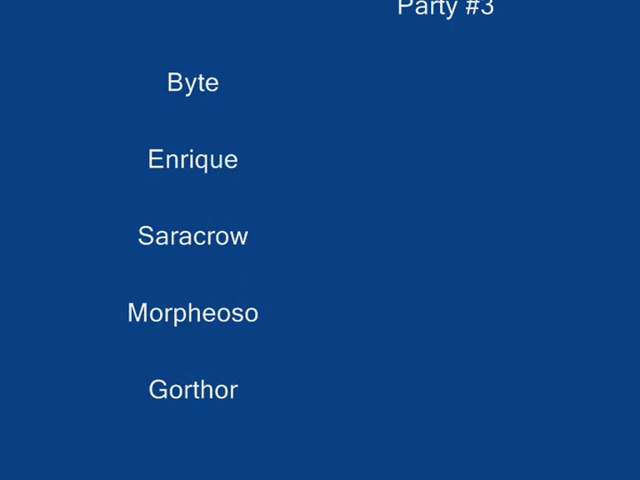 Party #3
Byte
Enrique
Saracrow
Morpheoso
Gorthor